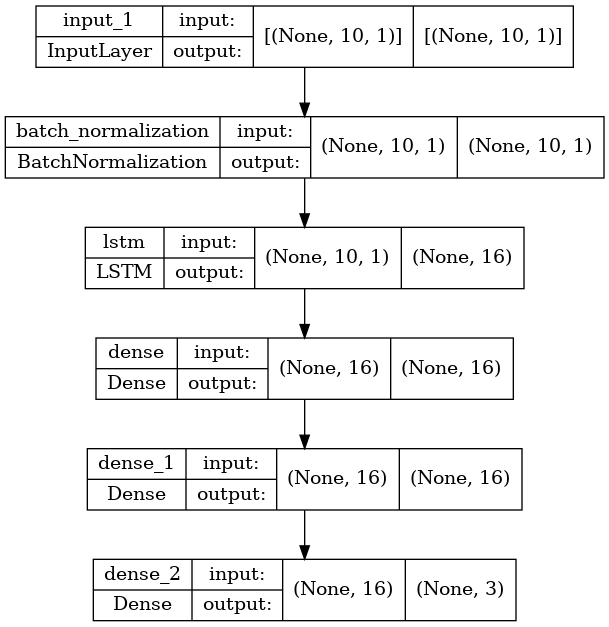 input_1 input: [(None, 10, 1)] [(None, 10, 1)]
InputLayer output:
batch_normalization input: (None, 10, 1) (None, 10, 1)
BatchNormalization output:
lstm input: (None, 10, 1) (None, 16)
LSTM output:
dense input: (None, 16) (None, 16)
Dense output:
dense_1 input: (None, 16) (None, 16)
Dense output:
dense_2 input: (None, 16) (None, 3)
Dense output: